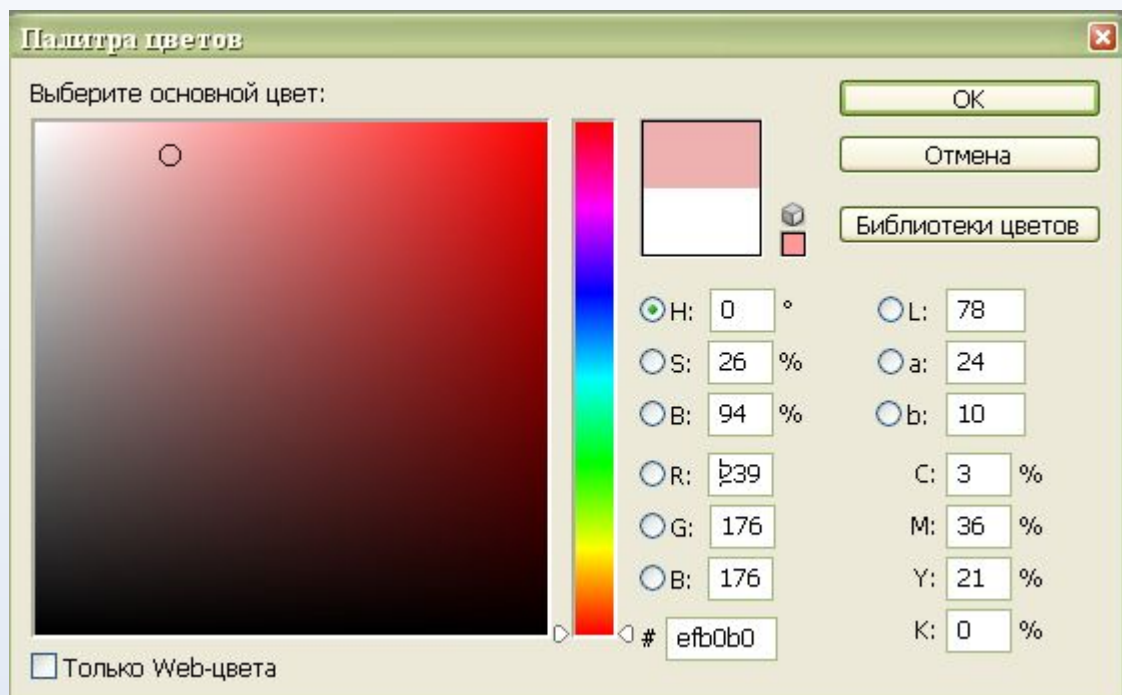 Палитра цветов
Выберите основной цвет:
OK
Отмена
Библиотеки цветов
H: 0 °
S: 26 %
B: 94 %
R: 239
G: 176
B: 176
# efb0b0
L: 78
a: 24
b: 10
C: 3 %
M: 36 %
Y: 21 %
K: 0 %
Только Web-цвета